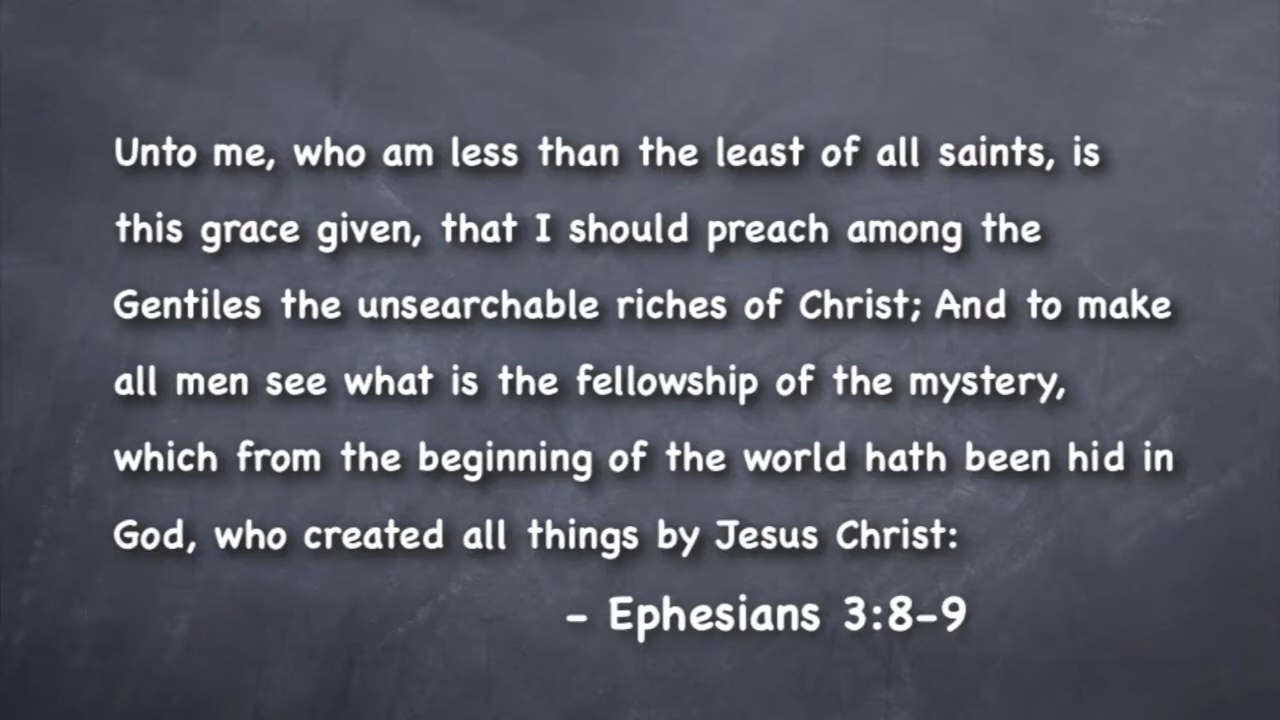 Unto me, who am less than the least of all saints, is
this grace given, that I should preach among the
Gentiles the unsearchable riches of Christ; And to make
all men see what is the fellowship of the mystery,
which from the beginning of the world hath been hid in
God, who created all things by Jesus Christ:
- Ephesians 3:8-9